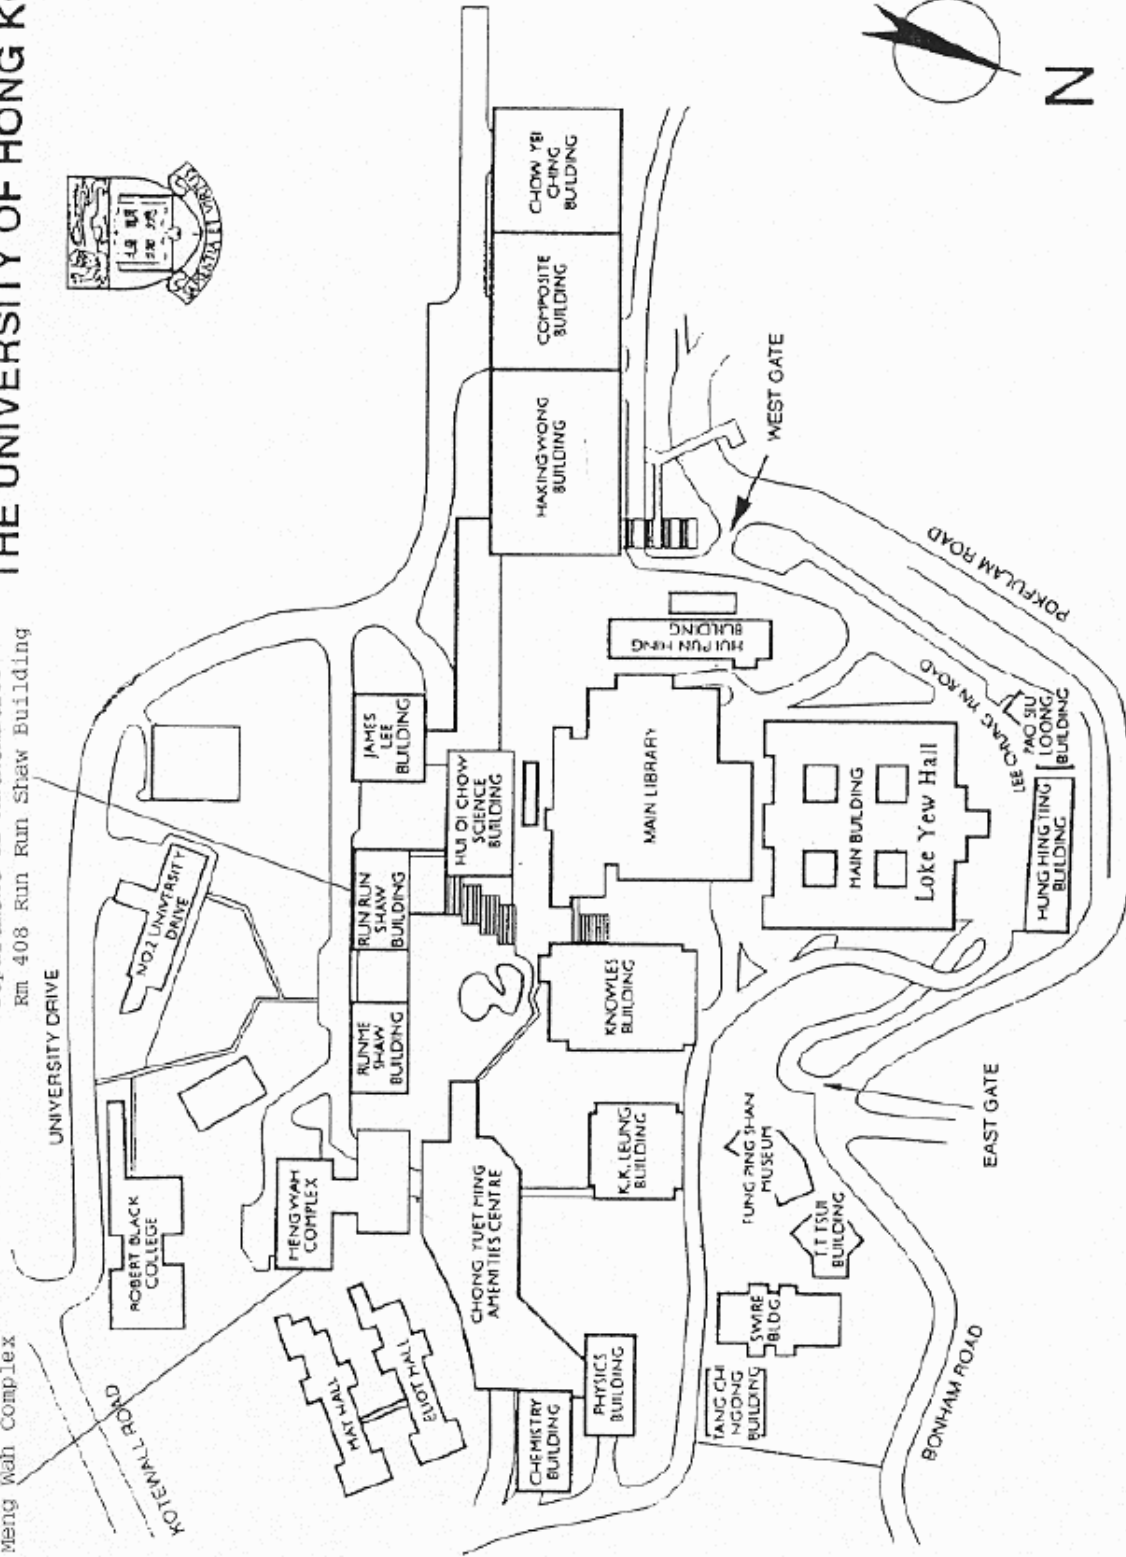 THE UNIVERSITY OF HONG
Rm 408 Run Run Shaw Building
Meng Wah Complex
UNIVERSITY DRIVE
KOTEWALL ROAD
ROBERT BLACK
COLLEGE
NO.2 UNIVERSITY
DRIVE
MENG WAH
COMPLEX
RUNME
SHAW
BUILDING
RUN RUN
SHAW
BUILDING
JAMES
LEE
BUILDING
MAY HALL
ELIOT HALL
CHONG YUET MING
AMENITIES CENTRE
HUI OI CHOW
SCIENCE
BUILDING
HAKINGWONG
BUILDING
COMPOSITE
BUILDING
CHOW YEI
CHING
BUILDING
CHEMISTRY
BUILDING
PHYSICS
BUILDING
K.K. LEUNG
BUILDING
KNOWLES
BUILDING
MAIN LIBRARY
HUI PUN HING
BUILDING
WEST GATE
TANG CHI
NGONG
BUILDING
SWIRE
BLDG.
T.T TSUI
BUILDING
FUNG PING SHAN
MUSEUM
MAIN BUILDING
Loke Yew Hall
LEE CHUNG YIN ROAD
PAO SIU
LOONG
BUILDING
HUNG HING TING
BUILDING
POKFULAM ROAD
EAST GATE
BONHAM ROAD
N